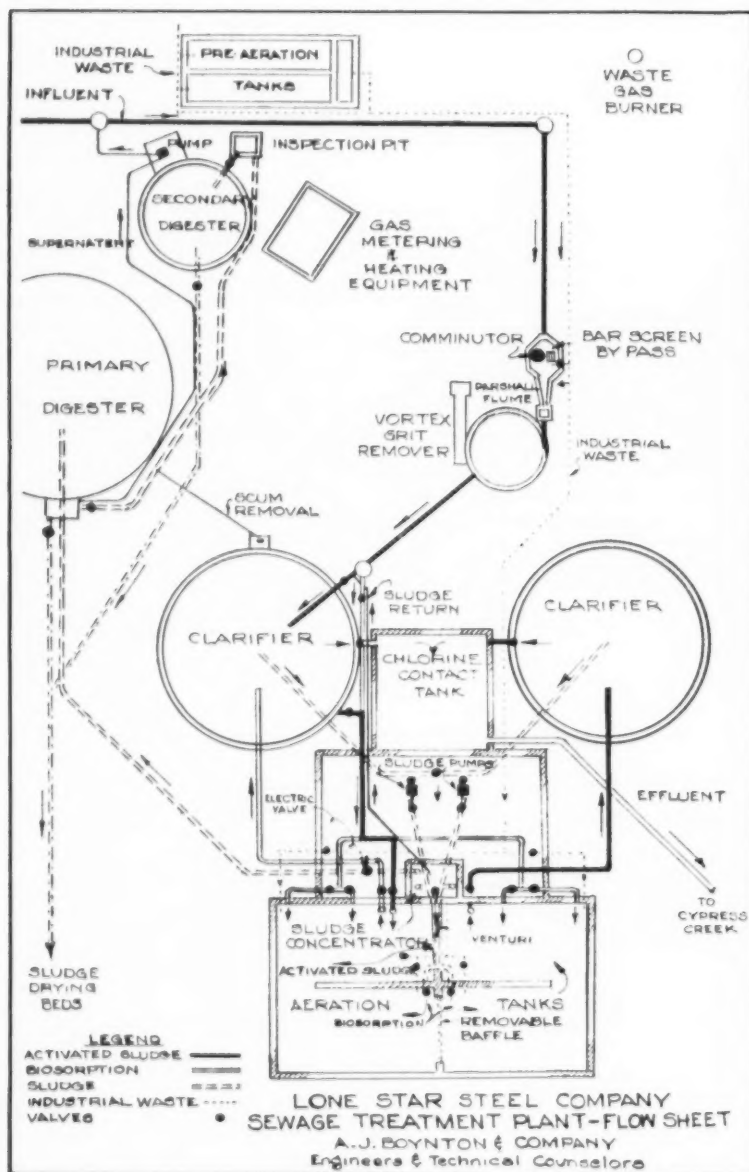 INDUSTRIAL
WASTE
PRE-AERATION
TANKS
WASTE
GAS
BURNER
INFLUENT
PUMP
INSPECTION PIT
SECONDARY
DIGESTER
SUPERNATENT
GAS
METERING
&
HEATING
EQUIPMENT
PRIMARY
DIGESTER
COMMINUTOR
BAR SCREEN
BY PASS
PARSHALL
FLUME
VORTEX
GRIT
REMOVER
INDUSTRIAL
WASTE
SCUM
REMOVAL
SLUDGE
RETURN
CLARIFIER
CLARIFIER
CHLORINE
CONTACT
TANK
SLUDGE PUMPS
ELECTRIC
VALVE
EFFLUENT
TO
CYPRESS
CREEK
SLUDGE
CONCENTRATOR
VENTURI
ACTIVATED SLUDGE
AERATION
TANKS
BIOSORPTION
REMOVABLE
BAFFLE
SLUDGE
DRYING
BEDS
LEGEND
ACTIVATED SLUDGE
BIOSORPTION
SLUDGE
INDUSTRIAL WASTE
VALVES
LONE STAR STEEL COMPANY
SEWAGE TREATMENT PLANT-FLOW SHEET
A.J. BOYNTON & COMPANY
Engineers & Technical Counselors